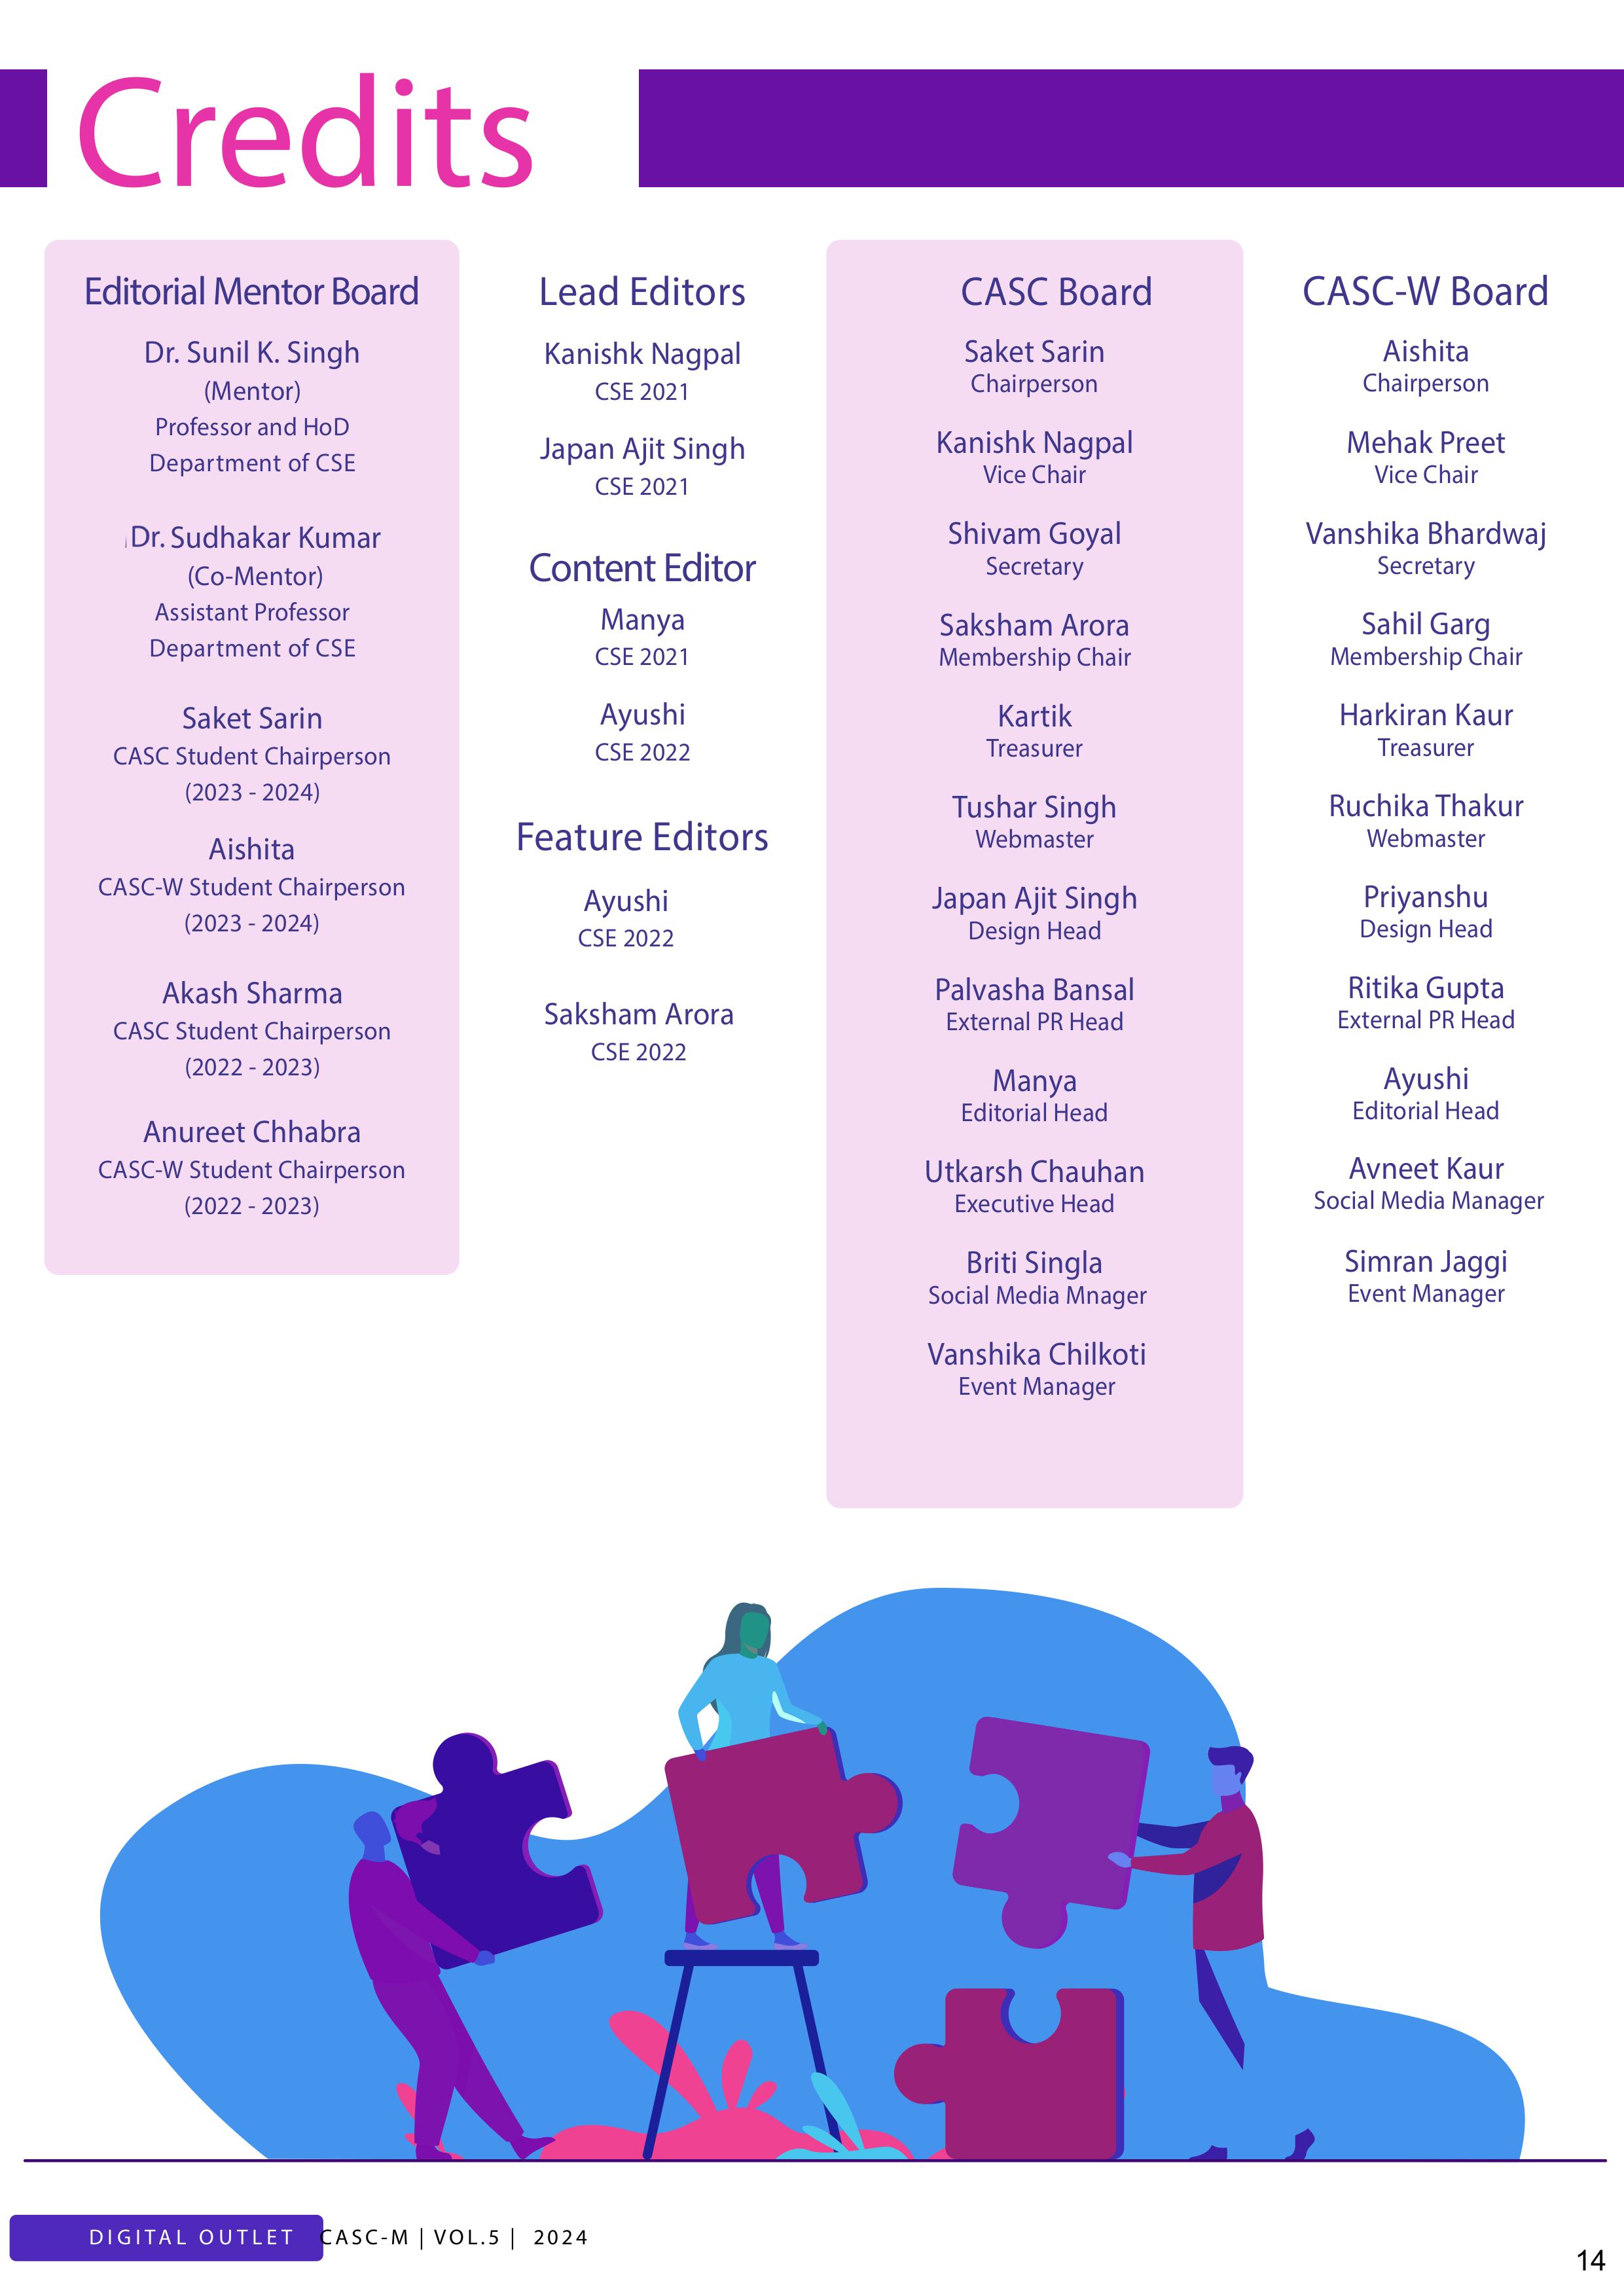 Credits
Editorial Mentor Board
Dr. Sunil K. Singh
(Mentor)
Professor and HoD
Department of CSE
Dr. Sudhakar Kumar
(Co-Mentor)
Assistant Professor
Department of CSE
Saket Sarin
CASC Student Chairperson
(2023 - 2024)
Aishita
CASC-W Student Chairperson
(2023 - 2024)
Akash Sharma
CASC Student Chairperson
(2022 - 2023)
Anureet Chhabra
CASC-W Student Chairperson
(2022 - 2023)
Lead Editors
Kanishk Nagpal
CSE 2021
Japan Ajit Singh
CSE 2021
Content Editor
Manya
CSE 2021
Ayushi
CSE 2022
Feature Editors
Ayushi
CSE 2022
Saksham Arora
CSE 2022
CASC Board
Saket Sarin
Chairperson
Kanishk Nagpal
Vice Chair
Shivam Goyal
Secretary
Saksham Arora
Membership Chair
Kartik
Treasurer
Tushar Singh
Webmaster
Japan Ajit Singh
Design Head
Palvasha Bansal
External PR Head
Manya
Editorial Head
Utkarsh Chauhan
Executive Head
Briti Singla
Social Media Mnager
Vanshika Chilkoti
Event Manager
CASC-W Board
Aishita
Chairperson
Mehak Preet
Vice Chair
Vanshika Bhardwaj
Secretary
Sahil Garg
Membership Chair
Harkiran Kaur
Treasurer
Ruchika Thakur
Webmaster
Priyanshu
Design Head
Ritika Gupta
External PR Head
Ayushi
Editorial Head
Avneet Kaur
Social Media Manager
Simran Jaggi
Event Manager
DIGITAL OUTLET CASC-M | VOL.5 | 2024
14